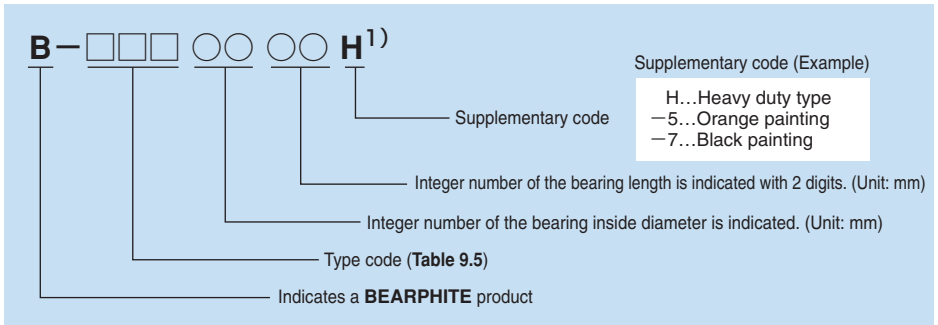 B－□□□ ○○ ○○ H1)
Supplementary code (Example)
H…Heavy duty type
－5…Orange painting
－7…Black painting
Supplementary code
Integer number of the bearing length is indicated with 2 digits. (Unit: mm)
Integer number of the bearing inside diameter is indicated. (Unit: mm)
Type code (Table 9.5)
Indicates a BEARPHITE product